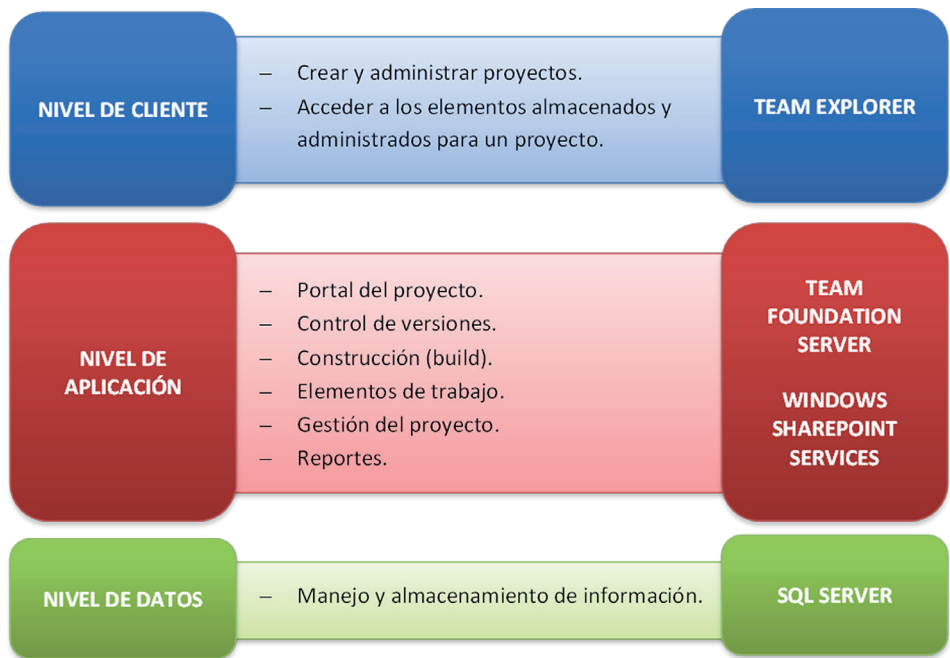 NIVEL DE CLIENTE
– Crear y administrar proyectos.
– Acceder a los elementos almacenados y
administrados para un proyecto.
TEAM EXPLORER
NIVEL DE
APLICACIÓN
– Portal del proyecto.
– Control de versiones.
– Construcción (build).
– Elementos de trabajo.
– Gestión del proyecto.
– Reportes.
TEAM
FOUNDATION
SERVER
WINDOWS
SHAREPOINT
SERVICES
NIVEL DE DATOS
– Manejo y almacenamiento de información.
SQL SERVER